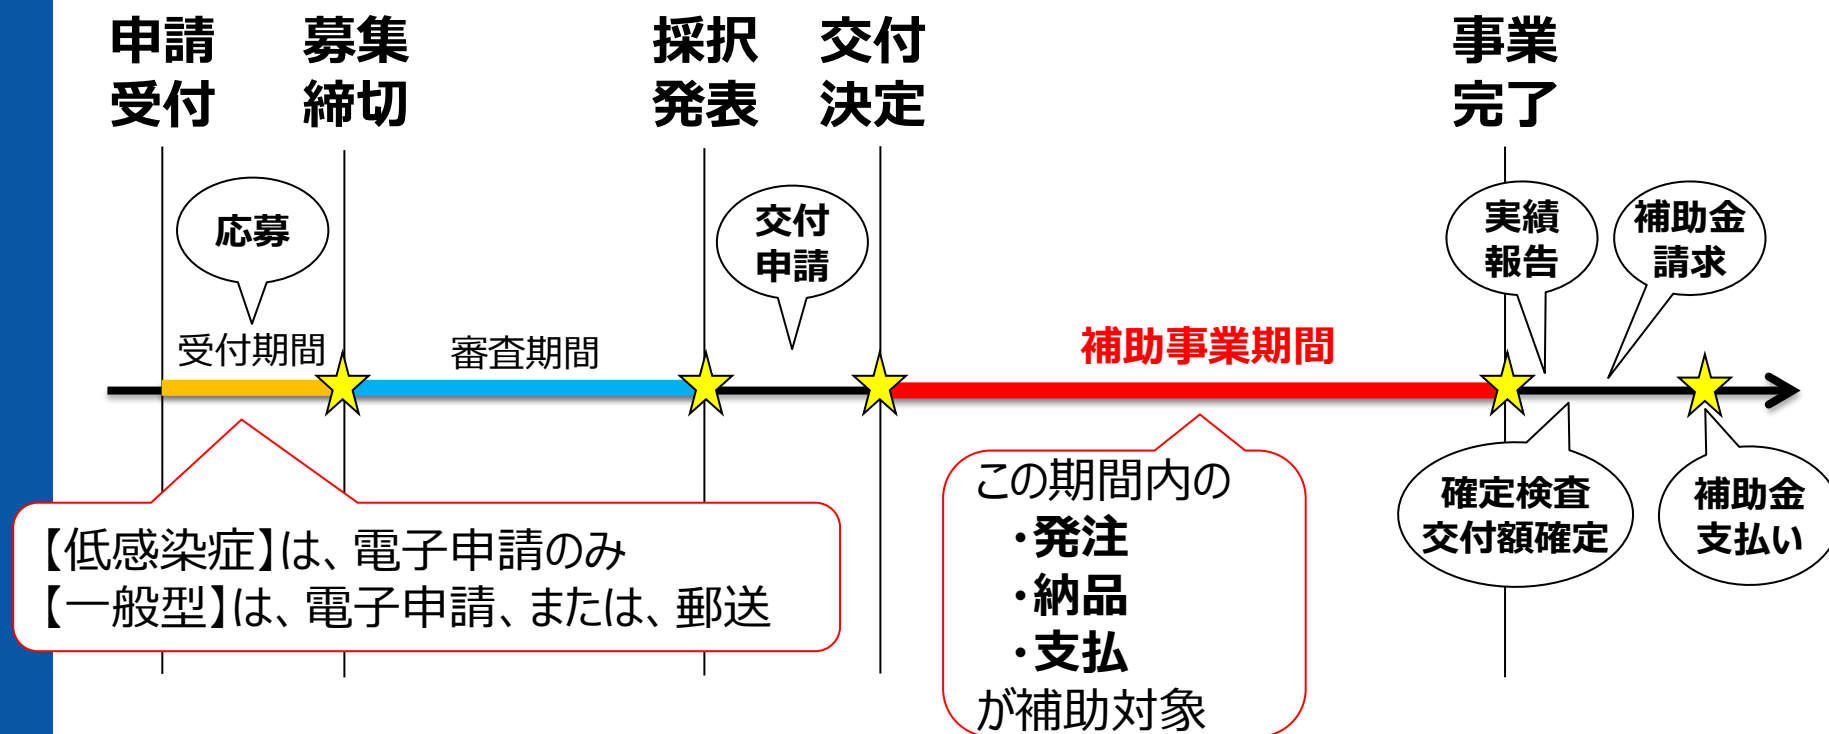 申請
受付
募集
締切
採択
発表
交付
決定
事業
完了
応募
交付
申請
実績
報告
補助金
請求
受付期間
審査期間
補助事業期間
【低感染症】は、電子申請のみ
【一般型】は、電子申請、または、郵送
この期間内の
・発注
・納品
・支払
が補助対象
確定検査
交付額確定
補助金
支払い